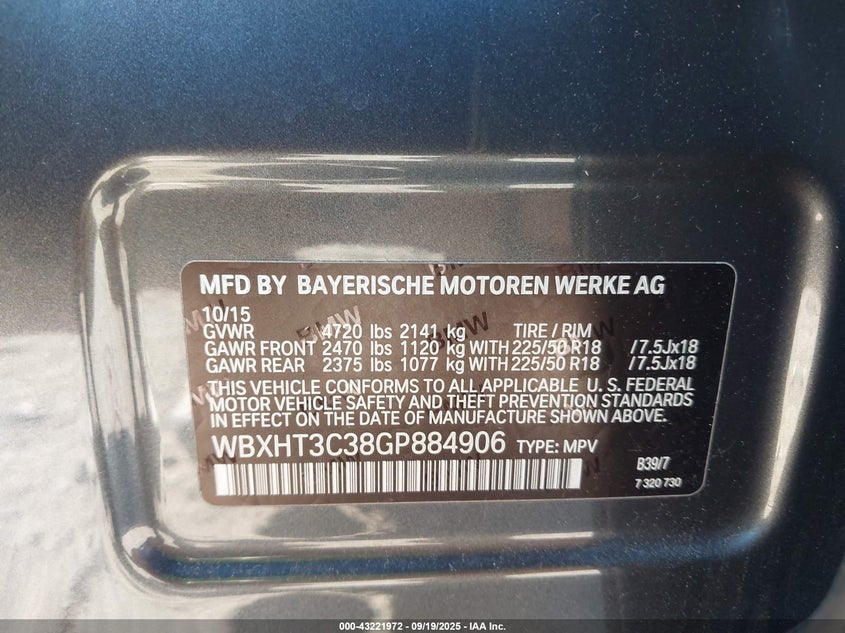 MFD BY BAYERISCHE MOTOREN WERKE AG
10/15
GVWR 4720 lbs 2141 kg TIRE / RIM
GAWR FRONT 2470 lbs 1120 kg WITH 225/50 R18 /7.5Jx18
GAWR REAR 2375 lbs 1077 kg WITH 225/50 R18 /7.5Jx18
THIS VEHICLE CONFORMS TO ALL APPLICABLE U.S. FEDERAL
MOTOR VEHICLE SAFETY AND THEFT PREVENTION STANDARDS
IN EFFECT ON THE DATE OF MANUFACTURE SHOWN ABOVE.
WBXHT3C38GP884906 TYPE: MPV
B39/7
7 320 730
000-43221972 - 09/19/2025 - IAA Inc.